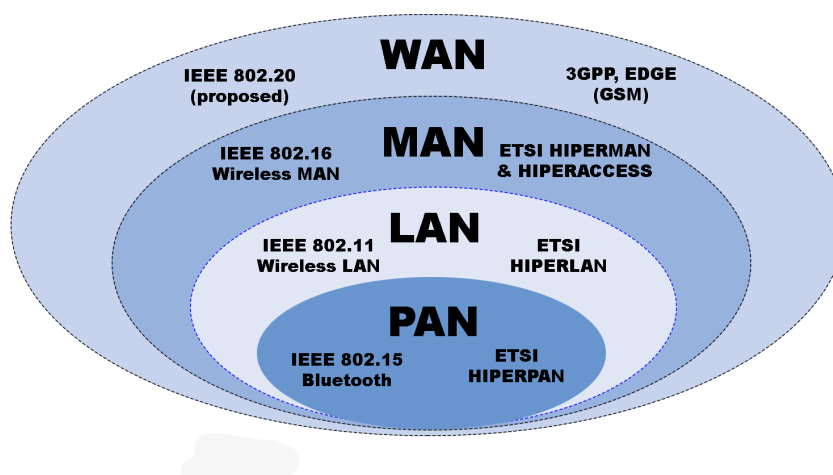 WAN
IEEE 802.20
(proposed)
3GPP, EDGE
(GSM)
MAN
IEEE 802.16
Wireless MAN
ETSI HIPERMAN
& HIPERACCESS
LAN
IEEE 802.11
Wireless LAN
ETSI
HIPERLAN
PAN
IEEE 802.15
Bluetooth
ETSI
HIPERPAN